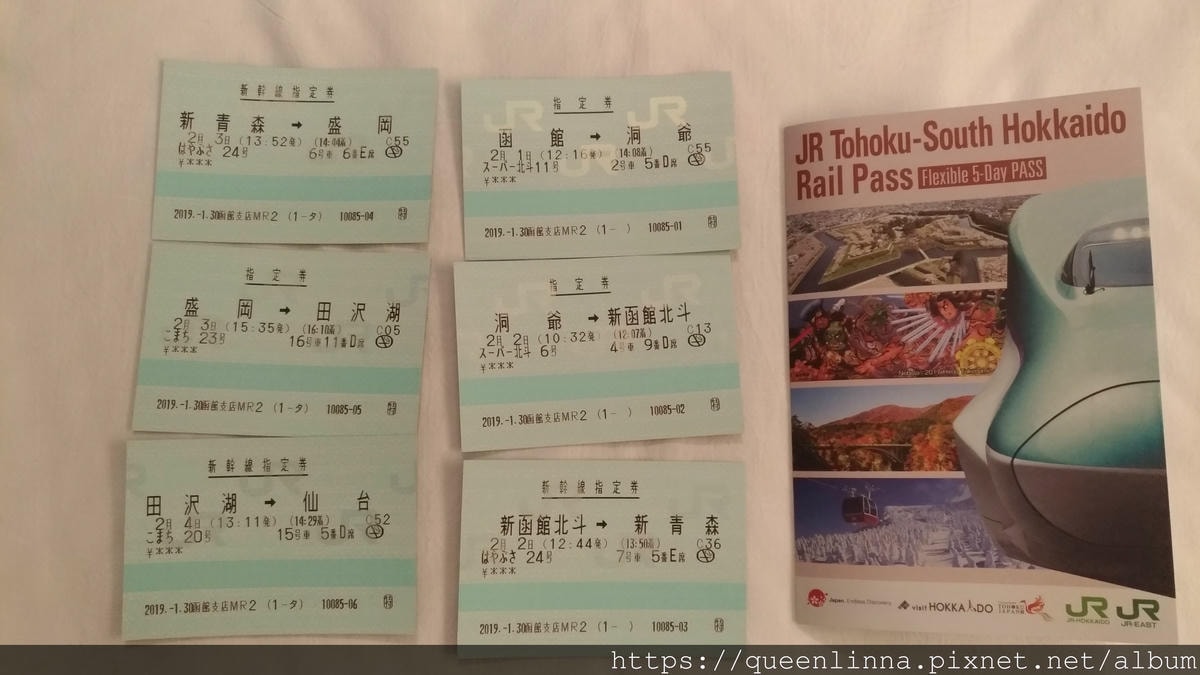 新幹線指定券
新青森 → 盛岡
2月 3日 (13:52発) (14:44着) C55
はやぶさ 24号 6号車 6番E席
¥***
2019.-1.30函館支店MR2 (1-タ) 10085-04
指定券
盛岡 → 田沢湖
2月 3日 (15:35発) (16:10着) C05
こまち 23号 16号車 11番D席
¥***
2019.-1.30函館支店MR2 (1-タ) 10085-05
新幹線指定券
田沢湖 → 仙台
2月 4日 (13:11発) (14:29着) C52
こまち 20号 15号車 5番D席
¥***
2019.-1.30函館支店MR2 (1-タ) 10085-06
指定券
函館 → 洞爺
2月 1日 (12:16発) (14:08着) C55
スーパー北斗11号 2号車 5番D席
¥***
2019.-1.30函館支店MR2 (1- ) 10085-01
指定券
洞爺 → 新函館北斗
2月 2日 (10:32発) (12:07着) C13
スーパー北斗 6号 4号車 9番D席
¥***
2019.-1.30函館支店MR2 (1- ) 10085-02
新幹線指定券
新函館北斗 → 新青森
2月 2日 (12:44発) (13:50着) C36
はやぶさ 24号 7号車 5番E席
¥***
2019.-1.30函館支店MR2 (1- ) 10085-03
JR Tohoku-South Hokkaido
Rail Pass Flexible 5-Day PASS
Japan. Endless Discovery
visit HOKKAIDO
TOHOKU JAPAN
JR JR-HOKKAIDO
JR JR-EAST
https://queenlinna.pixnet.net/album